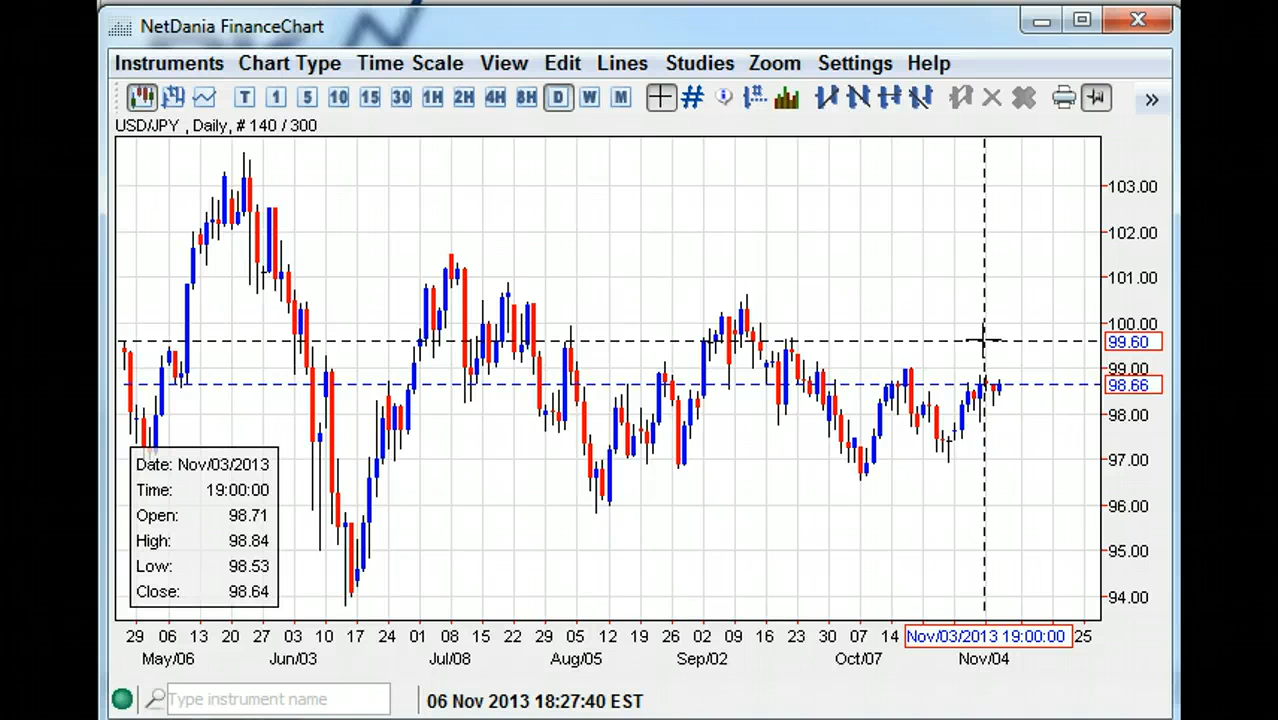 NetDania FinanceChart
Instruments Chart Type Time Scale View Edit Lines Studies Zoom Settings Help
T 1 5 10 15 30 1H 2H 4H 8H D W M # »
USD/JPY , Daily, # 140 / 300
103.00
102.00
101.00
100.00
99.60
99.00
98.66
98.00
97.00
96.00
95.00
94.00
Date: Nov/03/2013
Time: 19:00:00
Open: 98.71
High: 98.84
Low: 98.53
Close: 98.64
29 06 13 20 27 03 10 17 24 01 08 15 22 29 05 12 19 26 02 09 16 23 30 07 14 Nov/03/2013 19:00:00 25
May/06 Jun/03 Jul/08 Aug/05 Sep/02 Oct/07 Nov/04
Type instrument name 06 Nov 2013 18:27:40 EST